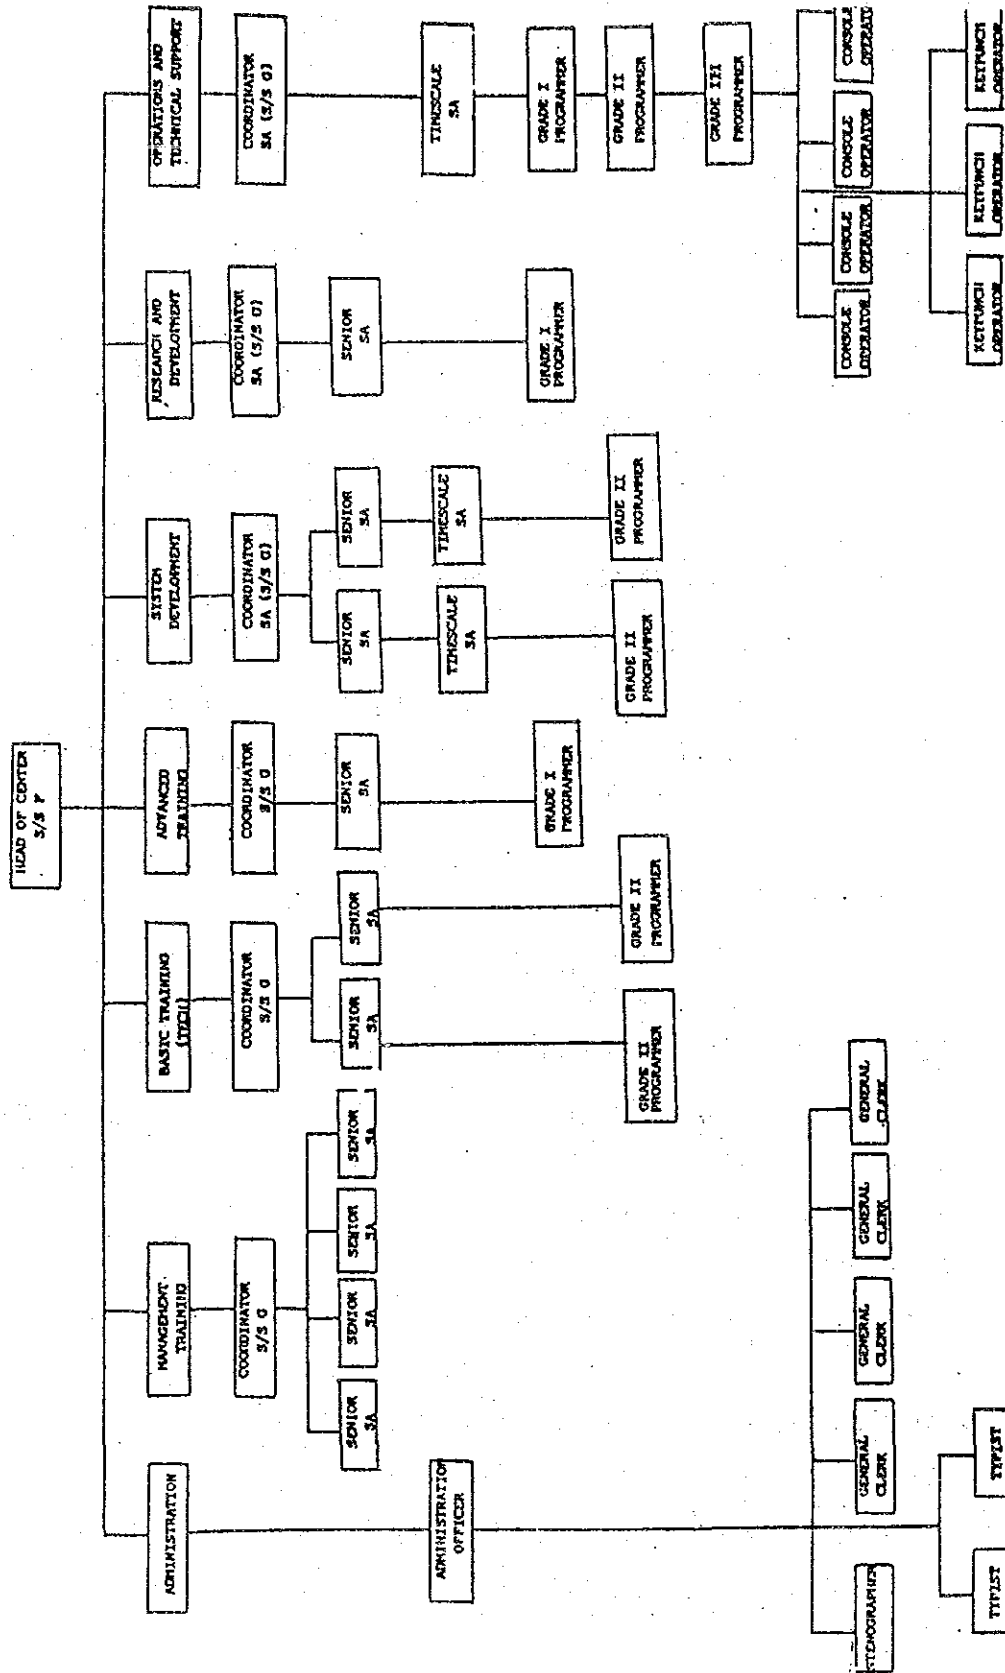 HEAD OF CENTER
S/S F
ADMINISTRATION
MANAGEMENT
TRAINING
BASIC TRAINING
(TECH)
ADVANCED
TRAINING
SYSTEM
DEVELOPMENT
RESEARCH AND
DEVELOPMENT
OPERATIONS AND
TECHNICAL SUPPORT
COORDINATOR
S/S G
COORDINATOR
S/S G
COORDINATOR
S/S G
COORDINATOR
SA (S/S G)
COORDINATOR
SA (S/S G)
COORDINATOR
SA (S/S G)
SENIOR
SA
SENIOR
SA
SENIOR
SA
SENIOR
SA
SENIOR
SA
SENIOR
SA
SENIOR
SA
SENIOR
SA
SENIOR
SA
SENIOR
SA
ADMINISTRATION
OFFICER
TIMESCALE
SA
TIMESCALE
SA
TIMESCALE
SA
GRADE I
PROGRAMMER
GRADE I
PROGRAMMER
GRADE I
PROGRAMMER
GRADE II
PROGRAMMER
GRADE II
PROGRAMMER
GRADE II
PROGRAMMER
GRADE II
PROGRAMMER
GRADE II
PROGRAMMER
GRADE III
PROGRAMMER
STENOGRAPHER
GENERAL
CLERK
GENERAL
CLERK
GENERAL
CLERK
GENERAL
CLERK
CONSOLE
OPERATOR
CONSOLE
OPERATOR
CONSOLE
OPERATOR
CONSOLE
OPERATOR
TYPIST
TYPIST
KEYPUNCH
OPERATOR
KEYPUNCH
OPERATOR
KEYPUNCH
OPERATOR